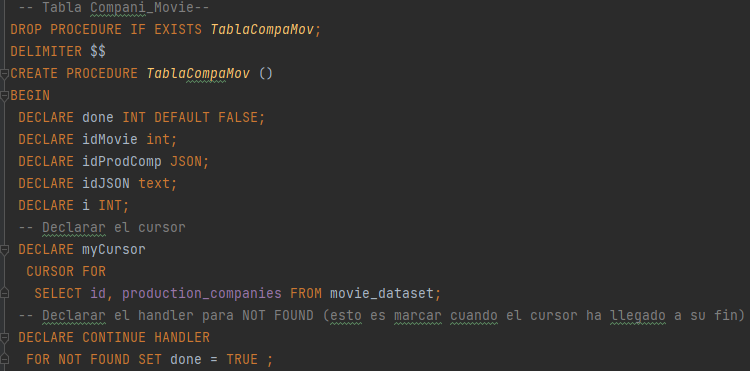 -- Tabla Compani_Movie--
DROP PROCEDURE IF EXISTS TablaCompaMov;
DELIMITER $$
CREATE PROCEDURE TablaCompaMov ()
BEGIN
DECLARE done INT DEFAULT FALSE;
DECLARE idMovie int;
DECLARE idProdComp JSON;
DECLARE idJSON text;
DECLARE i INT;
-- Declarar el cursor
DECLARE myCursor
CURSOR FOR
SELECT id, production_companies FROM movie_dataset;
-- Declarar el handler para NOT FOUND (esto es marcar cuando el cursor ha llegado a su fin)
DECLARE CONTINUE HANDLER
FOR NOT FOUND SET done = TRUE ;